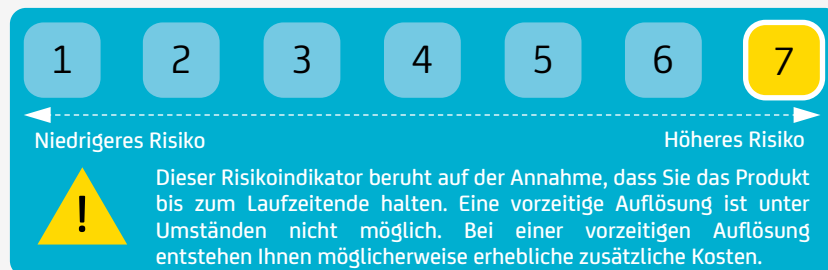 1 2 3 4 5 6 7
Niedrigeres Risiko Höheres Risiko
!
Dieser Risikoindikator beruht auf der Annahme, dass Sie das Produkt
bis zum Laufzeitende halten. Eine vorzeitige Auflösung ist unter
Umständen nicht möglich. Bei einer vorzeitigen Auflösung
entstehen Ihnen möglicherweise erhebliche zusätzliche Kosten.